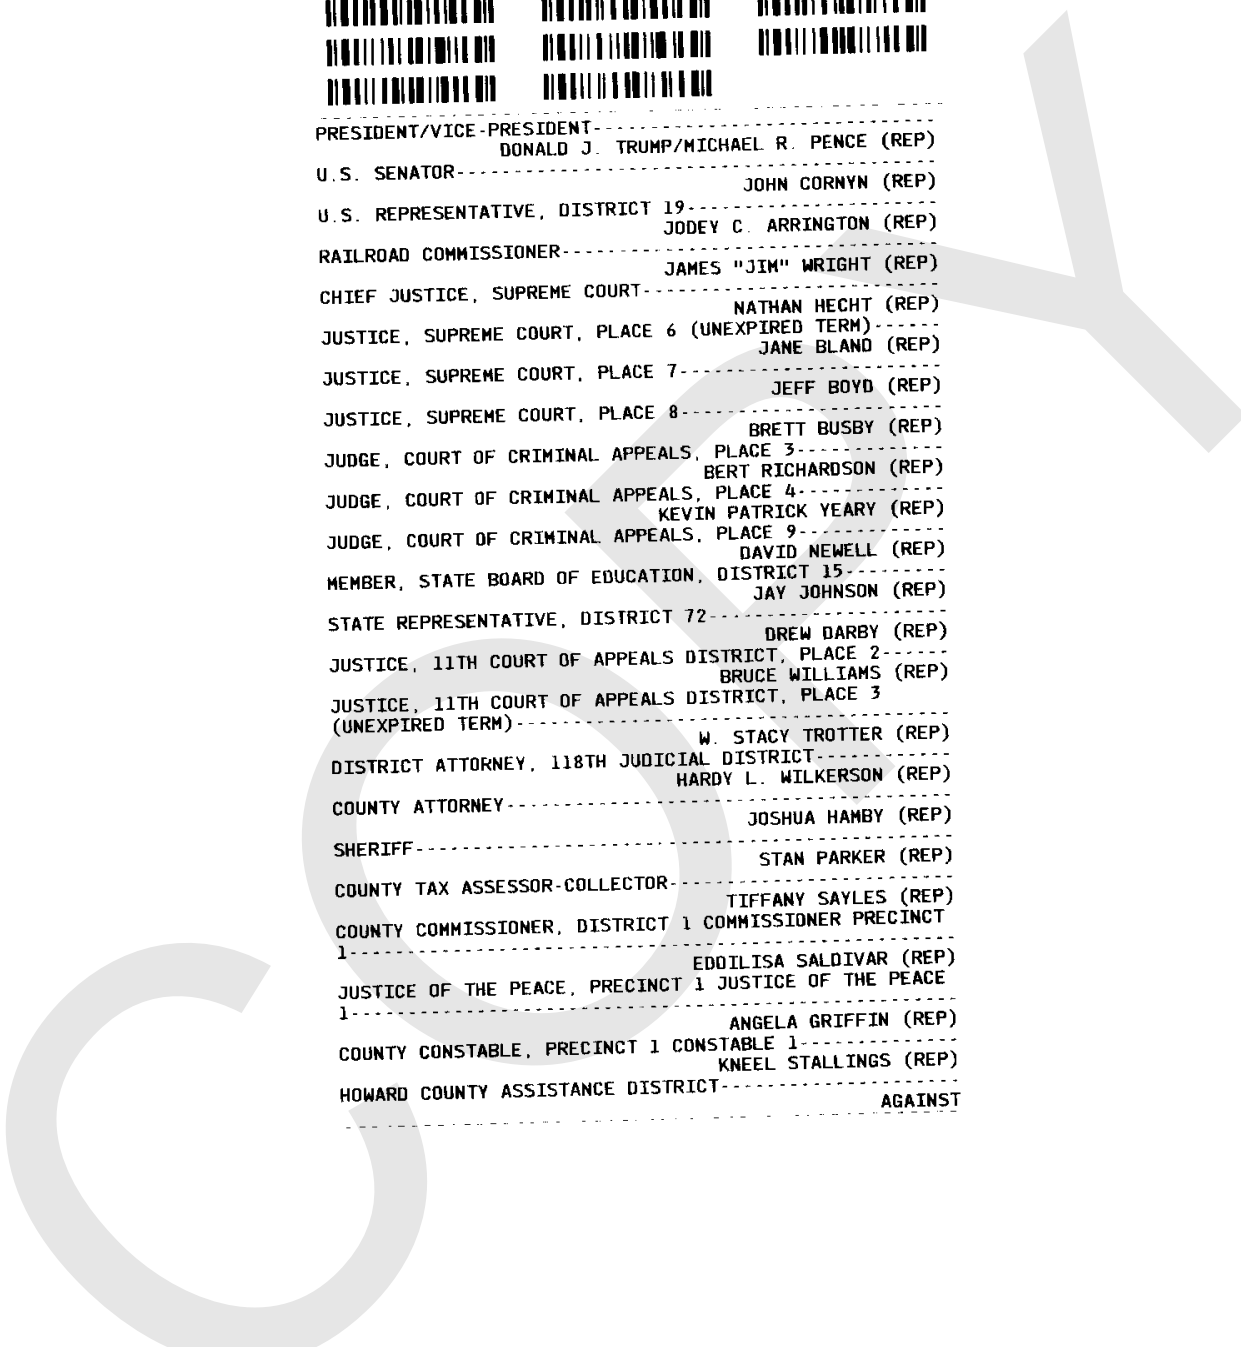 PRESIDENT/VICE-PRESIDENT
DONALD J. TRUMP/MICHAEL R. PENCE (REP)
U.S. SENATOR
JOHN CORNYN (REP)
U.S. REPRESENTATIVE, DISTRICT 19
JODEY C. ARRINGTON (REP)
RAILROAD COMMISSIONER
JAMES "JIM" WRIGHT (REP)
CHIEF JUSTICE, SUPREME COURT
NATHAN HECHT (REP)
JUSTICE, SUPREME COURT, PLACE 6 (UNEXPIRED TERM)
JANE BLAND (REP)
JUSTICE, SUPREME COURT, PLACE 7
JEFF BOYD (REP)
JUSTICE, SUPREME COURT, PLACE 8
BRETT BUSBY (REP)
JUDGE, COURT OF CRIMINAL APPEALS, PLACE 3
BERT RICHARDSON (REP)
JUDGE, COURT OF CRIMINAL APPEALS, PLACE 4
KEVIN PATRICK YEARY (REP)
JUDGE, COURT OF CRIMINAL APPEALS, PLACE 9
DAVID NEWELL (REP)
MEMBER, STATE BOARD OF EDUCATION, DISTRICT 15
JAY JOHNSON (REP)
STATE REPRESENTATIVE, DISTRICT 72
DREW DARBY (REP)
JUSTICE, 11TH COURT OF APPEALS DISTRICT, PLACE 2
BRUCE WILLIAMS (REP)
JUSTICE, 11TH COURT OF APPEALS DISTRICT, PLACE 3
(UNEXPIRED TERM)
W. STACY TROTTER (REP)
DISTRICT ATTORNEY, 118TH JUDICIAL DISTRICT
HARDY L. WILKERSON (REP)
COUNTY ATTORNEY
JOSHUA HAMBY (REP)
SHERIFF
STAN PARKER (REP)
COUNTY TAX ASSESSOR-COLLECTOR
TIFFANY SAYLES (REP)
COUNTY COMMISSIONER, DISTRICT 1 COMMISSIONER PRECINCT
1
EDDILISA SALDIVAR (REP)
JUSTICE OF THE PEACE, PRECINCT 1 JUSTICE OF THE PEACE
1
ANGELA GRIFFIN (REP)
COUNTY CONSTABLE, PRECINCT 1 CONSTABLE 1
KNEEL STALLINGS (REP)
HOWARD COUNTY ASSISTANCE DISTRICT
AGAINST
COPY